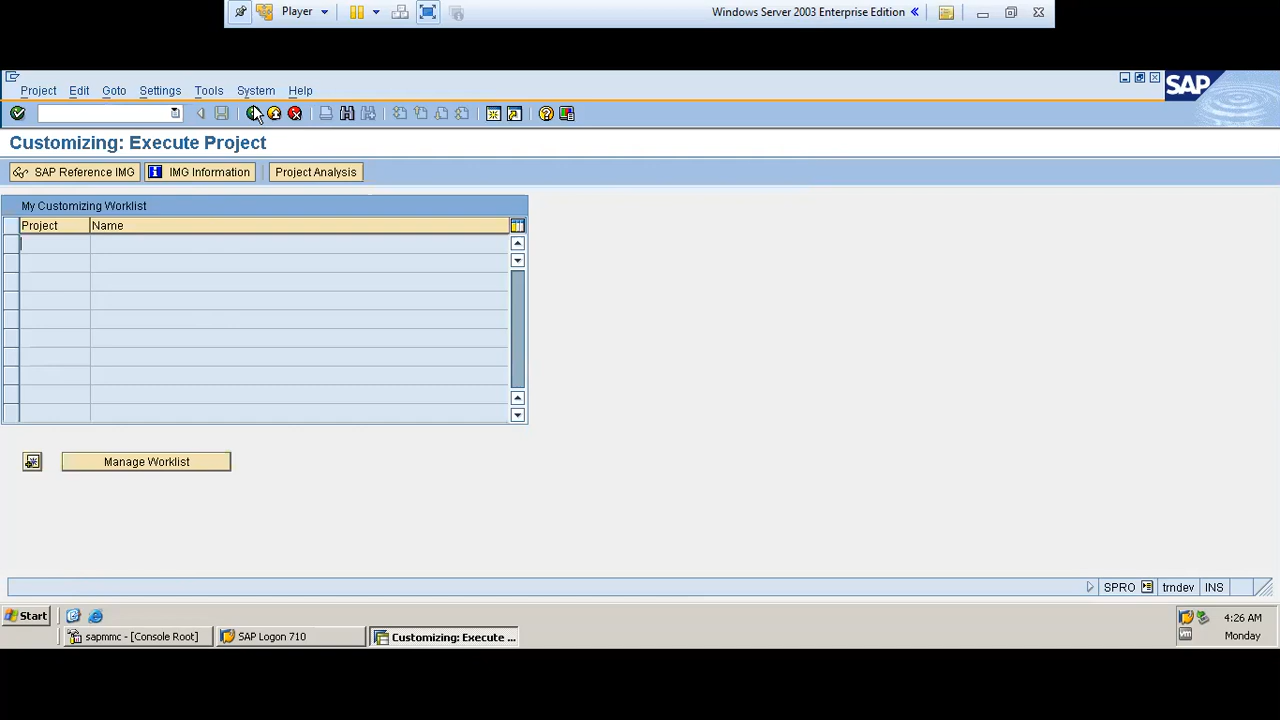 Player
Windows Server 2003 Enterprise Edition
Project Edit Goto Settings Tools System Help
SAP
Customizing: Execute Project
SAP Reference IMG
IMG Information
Project Analysis
My Customizing Worklist
Project Name
Manage Worklist
SPRO trndev INS
Start
4:26 AM
sapmmc - [Console Root]
SAP Logon 710
Customizing: Execute ...
Monday